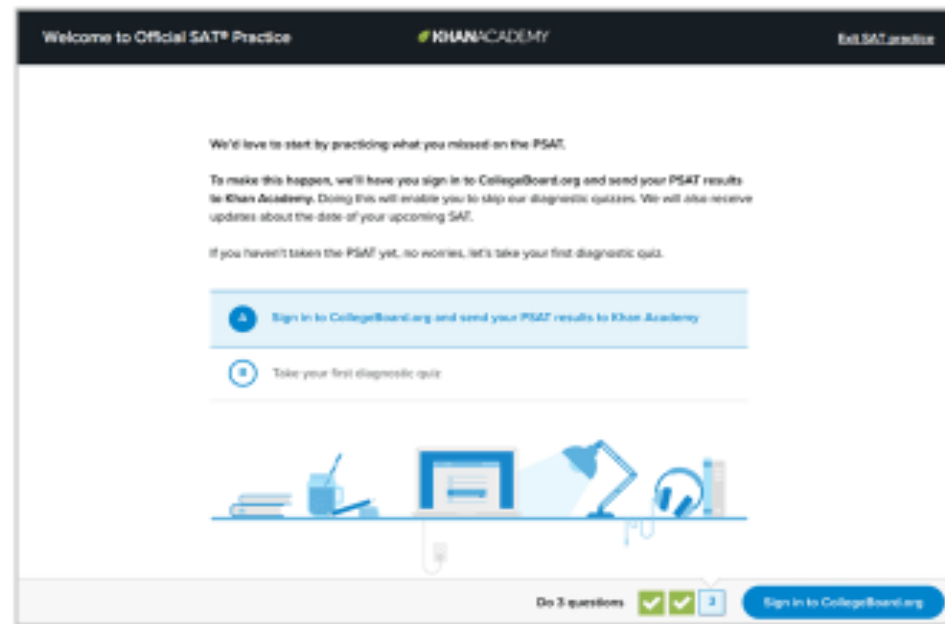 Welcome to Official SAT® Practice
KHANACADEMY
Exit SAT practice
We'd love to start by practicing what you missed on the PSAT.
To make this happen, we'll have you sign in to CollegeBoard.org and send your PSAT results
to Khan Academy. Doing this will enable you to skip our diagnostic quizzes. We will also receive
updates about the date of your upcoming SAT.
If you haven't taken the PSAT yet, no worries, let's take your first diagnostic quiz.
A Sign in to CollegeBoard.org and send your PSAT results to Khan Academy
B Take your first diagnostic quiz
Do 3 questions 3 Sign in to CollegeBoard.org